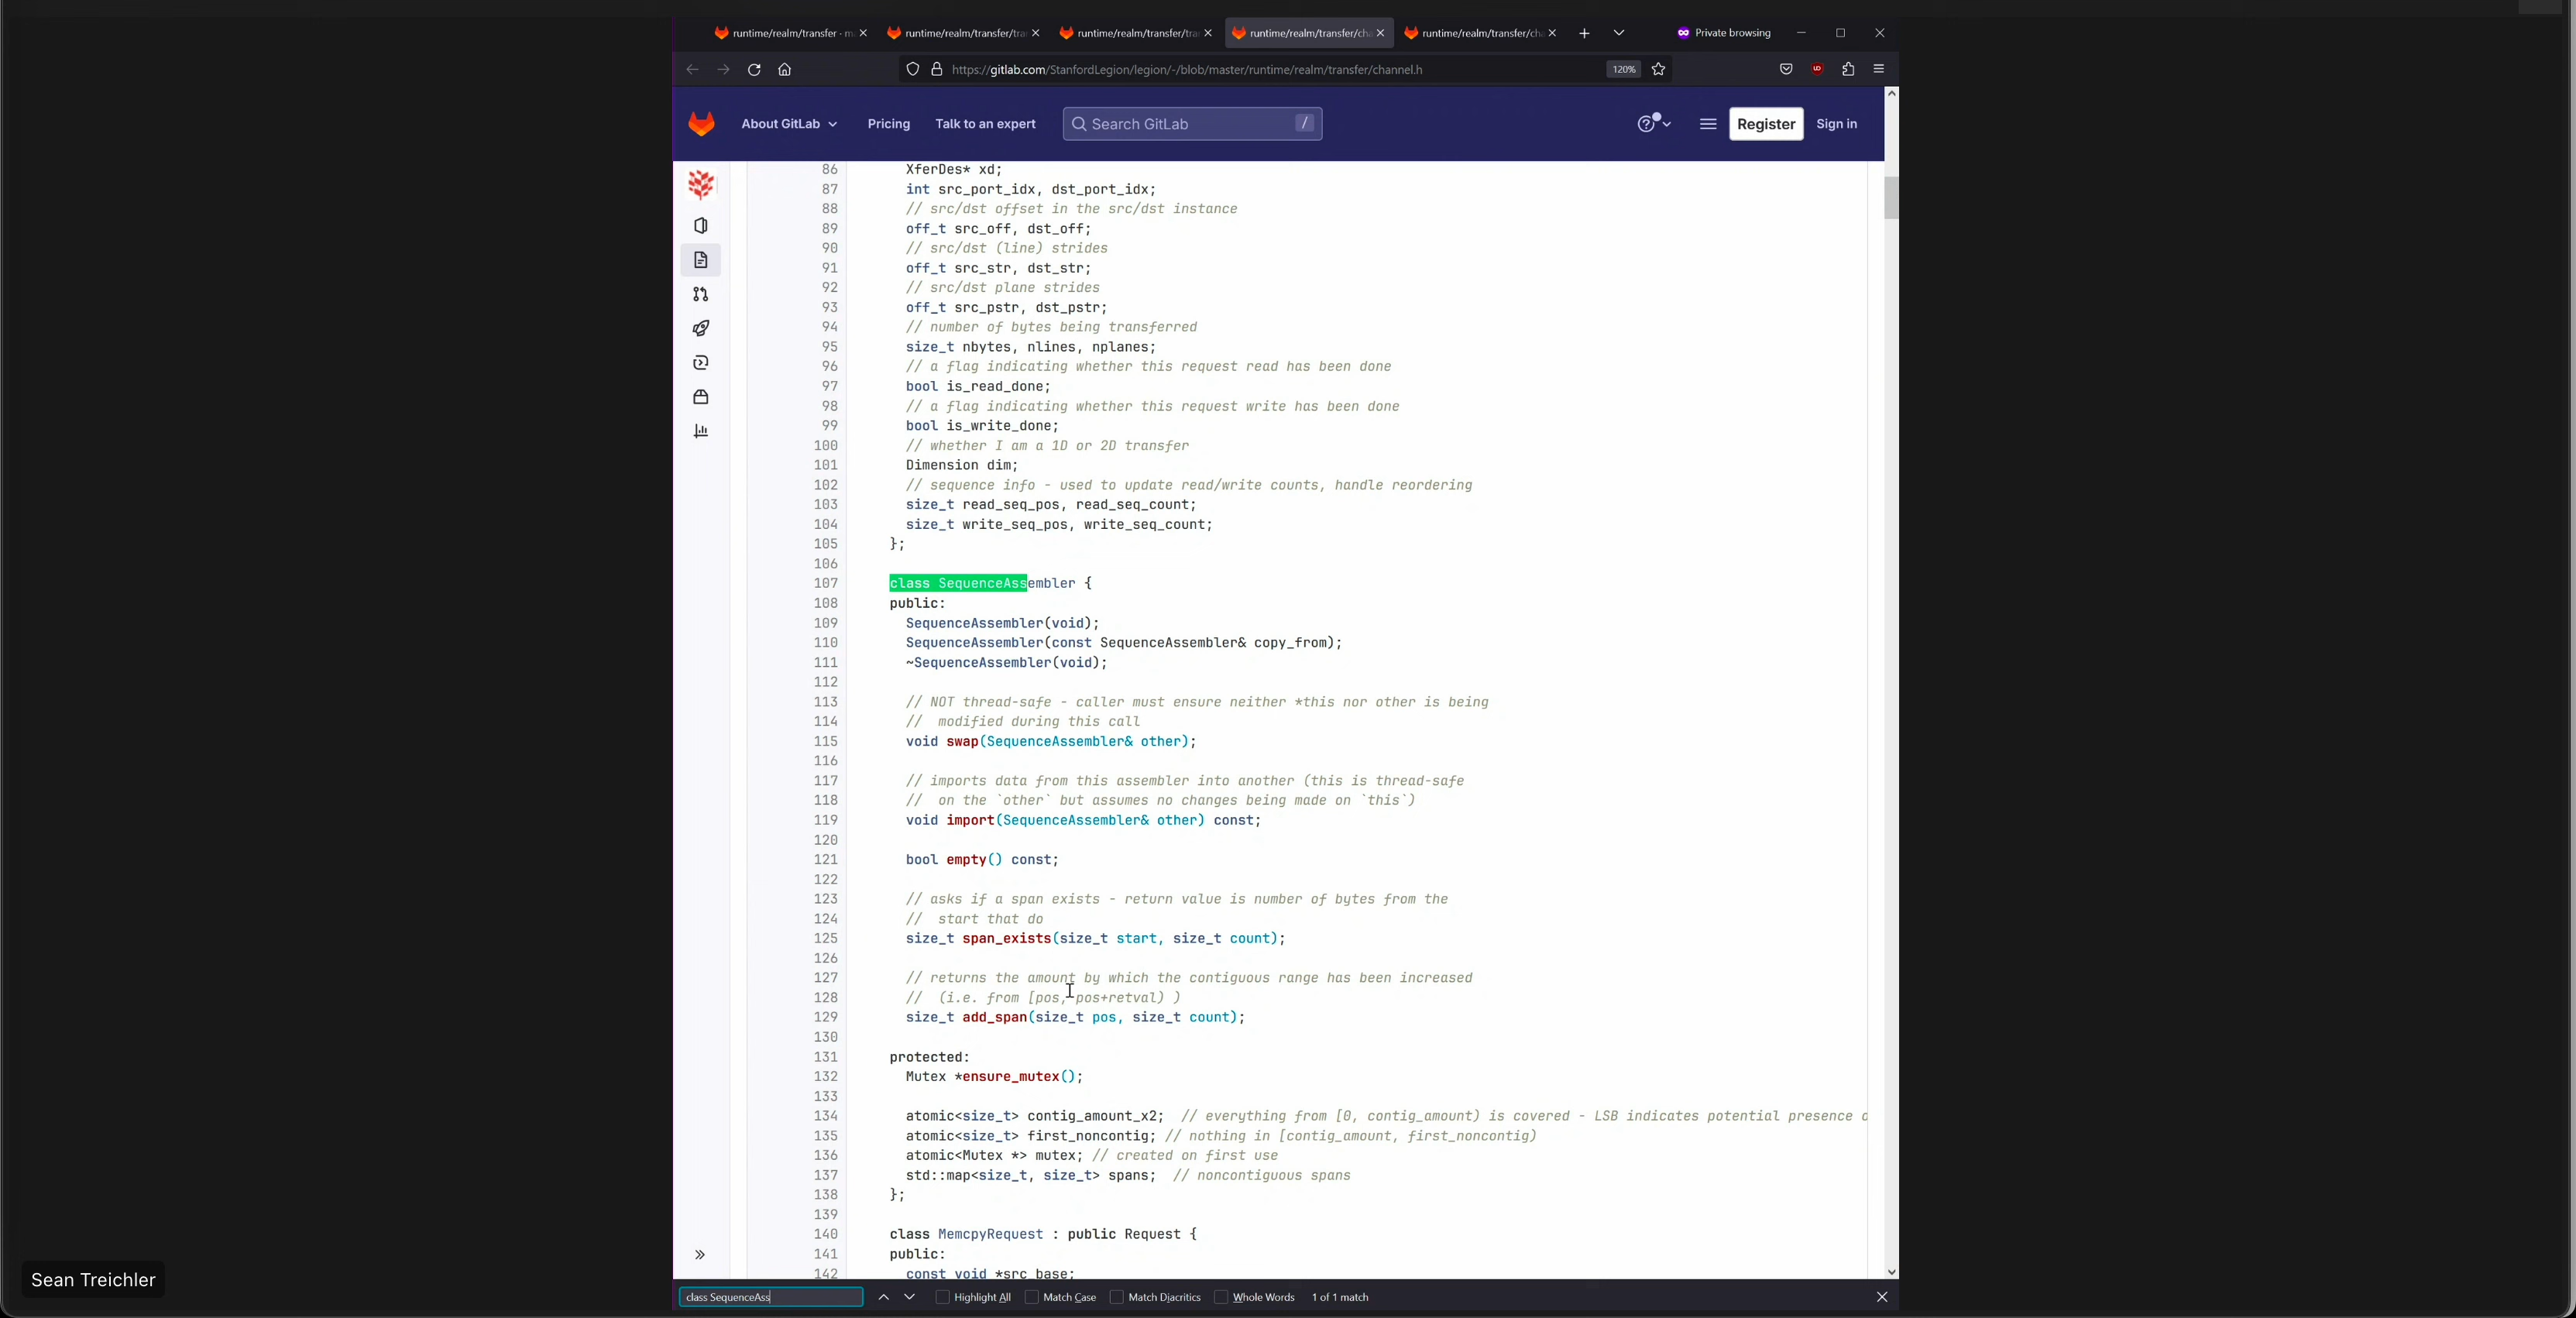 runtime/realm/transfer · m
runtime/realm/transfer/tra
runtime/realm/transfer/tra
runtime/realm/transfer/cha
runtime/realm/transfer/cha
Private browsing
https://gitlab.com/StanfordLegion/legion/-/blob/master/runtime/realm/transfer/channel.h
120%
About GitLab
Pricing
Talk to an expert
Search GitLab
/
Register
Sign in
86 XferDes* xd;
87 int src_port_idx, dst_port_idx;
88 // src/dst offset in the src/dst instance
89 off_t src_off, dst_off;
90 // src/dst (line) strides
91 off_t src_str, dst_str;
92 // src/dst plane strides
93 off_t src_pstr, dst_pstr;
94 // number of bytes being transferred
95 size_t nbytes, nlines, nplanes;
96 // a flag indicating whether this request read has been done
97 bool is_read_done;
98 // a flag indicating whether this request write has been done
99 bool is_write_done;
100 // whether I am a 1D or 2D transfer
101 Dimension dim;
102 // sequence info - used to update read/write counts, handle reordering
103 size_t read_seq_pos, read_seq_count;
104 size_t write_seq_pos, write_seq_count;
105 };
106
107 class SequenceAssembler {
108 public:
109 SequenceAssembler(void);
110 SequenceAssembler(const SequenceAssembler& copy_from);
111 ~SequenceAssembler(void);
112
113 // NOT thread-safe - caller must ensure neither *this nor other is being
114 // modified during this call
115 void swap(SequenceAssembler& other);
116
117 // imports data from this assembler into another (this is thread-safe
118 // on the `other` but assumes no changes being made on `this`)
119 void import(SequenceAssembler& other) const;
120
121 bool empty() const;
122
123 // asks if a span exists - return value is number of bytes from the
124 // start that do
125 size_t span_exists(size_t start, size_t count);
126
127 // returns the amount by which the contiguous range has been increased
128 // (i.e. from [pos, pos+retval) )
129 size_t add_span(size_t pos, size_t count);
130
131 protected:
132 Mutex *ensure_mutex();
133
134 atomic<size_t> contig_amount_x2; // everything from [0, contig_amount) is covered - LSB indicates potential presence
135 atomic<size_t> first_noncontig; // nothing in [contig_amount, first_noncontig)
136 atomic<Mutex *> mutex; // created on first use
137 std::map<size_t, size_t> spans; // noncontiguous spans
138 };
139
140 class MemcpyRequest : public Request {
141 public:
142 const void *src_base;
Sean Treichler
class SequenceAss
Highlight All
Match Case
Match Diacritics
Whole Words
1 of 1 match